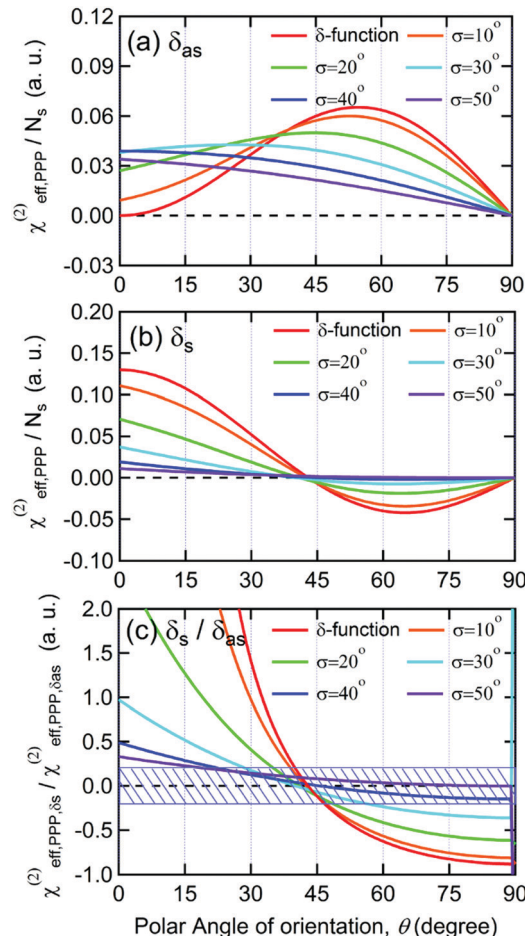 (a) δas
δ-function σ=10°
σ=20° σ=30°
σ=40° σ=50°
0.12
0.09
0.06
0.03
0.00
-0.03
χ(2)eff,PPP / Ns (a. u.)
0 15 30 45 60 75 90
(b) δs
δ-function σ=10°
σ=20° σ=30°
σ=40° σ=50°
0.20
0.15
0.10
0.05
0.00
-0.05
-0.10
χ(2)eff,PPP / Ns (a. u.)
0 15 30 45 60 75 90
(c) δs / δas
δ-function σ=10°
σ=20° σ=30°
σ=40° σ=50°
2.0
1.5
1.0
0.5
0.0
-0.5
-1.0
χ(2)eff,PPP,δs / χ(2)eff,PPP,δas (a. u.)
0 15 30 45 60 75 90
Polar Angle of orientation, θ (degree)